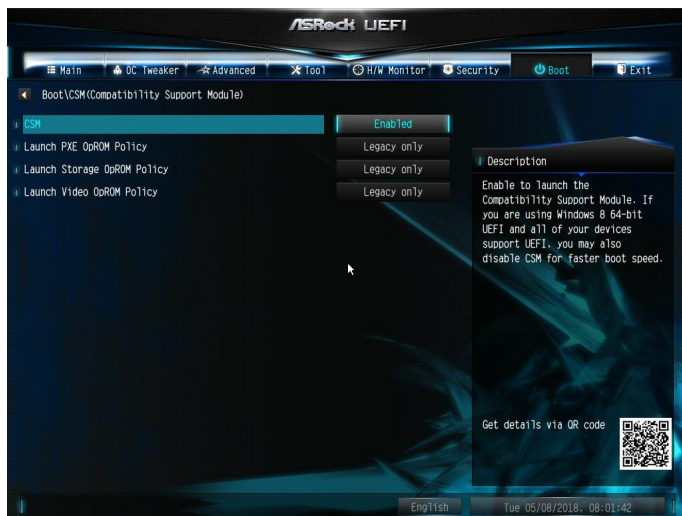 ASRock UEFI
Main OC Tweaker Advanced Tool H/W Monitor Security Boot Exit
Boot\CSM(Compatibility Support Module)
CSM Enabled
Launch PXE OpROM Policy Legacy only
Launch Storage OpROM Policy Legacy only
Launch Video OpROM Policy Legacy only
Description
Enable to launch the
Compatibility Support Module. If
you are using Windows 8 64-bit
UEFI and all of your devices
support UEFI, you may also
disable CSM for faster boot speed.
Get details via QR code
English Tue 05/08/2018. 08:01:42